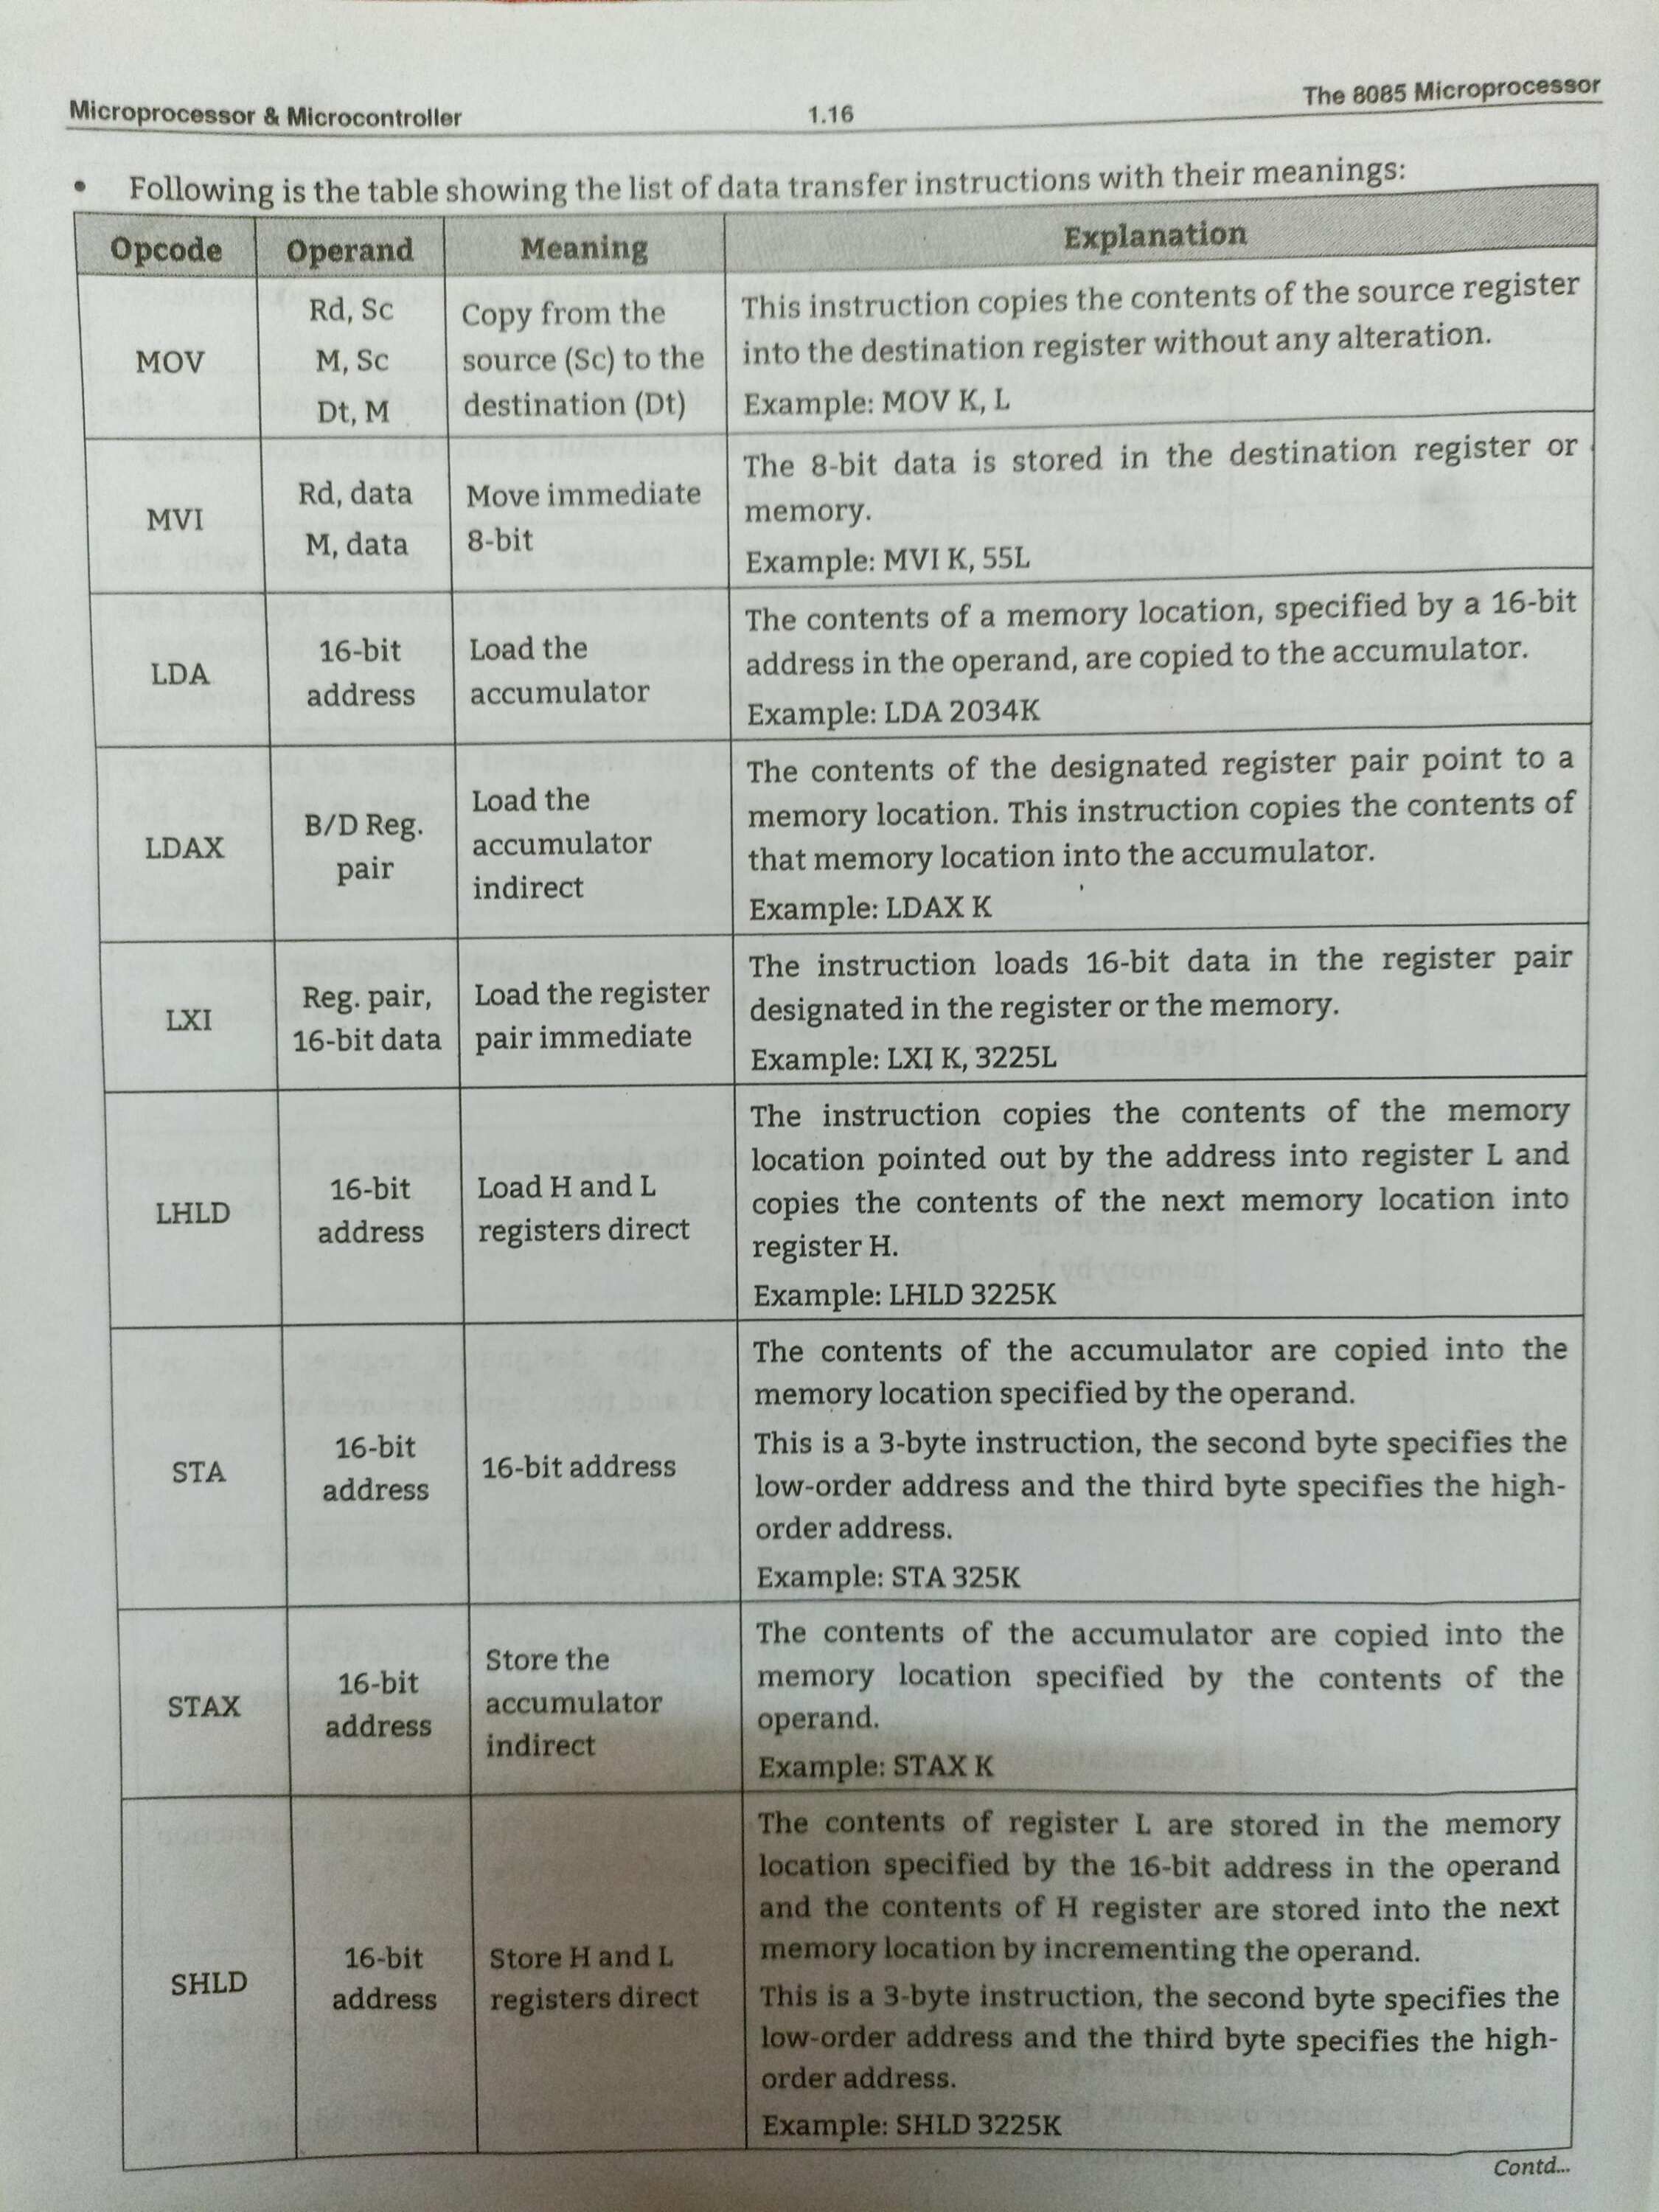 Microprocessor & Microcontroller
1.16
The 8085 Microprocessor
• Following is the table showing the list of data transfer instructions with their meanings:
Opcode
Operand
Meaning
Explanation
MOV
Rd, Sc
M, Sc
Dt, M
Copy from the
source (Sc) to the
destination (Dt)
This instruction copies the contents of the source register
into the destination register without any alteration.
Example: MOV K, L
MVI
Rd, data
M, data
Move immediate
8-bit
The 8-bit data is stored in the destination register or
memory.
Example: MVI K, 55L
LDA
16-bit
address
Load the
accumulator
The contents of a memory location, specified by a 16-bit
address in the operand, are copied to the accumulator.
Example: LDA 2034K
LDAX
B/D Reg.
pair
Load the
accumulator
indirect
The contents of the designated register pair point to a
memory location. This instruction copies the contents of
that memory location into the accumulator.
Example: LDAX K
LXI
Reg. pair,
16-bit data
Load the register
pair immediate
The instruction loads 16-bit data in the register pair
designated in the register or the memory.
Example: LXI K, 3225L
LHLD
16-bit
address
Load H and L
registers direct
The instruction copies the contents of the memory
location pointed out by the address into register L and
copies the contents of the next memory location into
register H.
Example: LHLD 3225K
STA
16-bit
address
16-bit address
The contents of the accumulator are copied into the
memory location specified by the operand.
This is a 3-byte instruction, the second byte specifies the
low-order address and the third byte specifies the high-
order address.
Example: STA 325K
STAX
16-bit
address
Store the
accumulator
indirect
The contents of the accumulator are copied into the
memory location specified by the contents of the
operand.
Example: STAX K
SHLD
16-bit
address
Store H and L
registers direct
The contents of register L are stored in the memory
location specified by the 16-bit address in the operand
and the contents of H register are stored into the next
memory location by incrementing the operand.
This is a 3-byte instruction, the second byte specifies the
low-order address and the third byte specifies the high-
order address.
Example: SHLD 3225K
Contd...